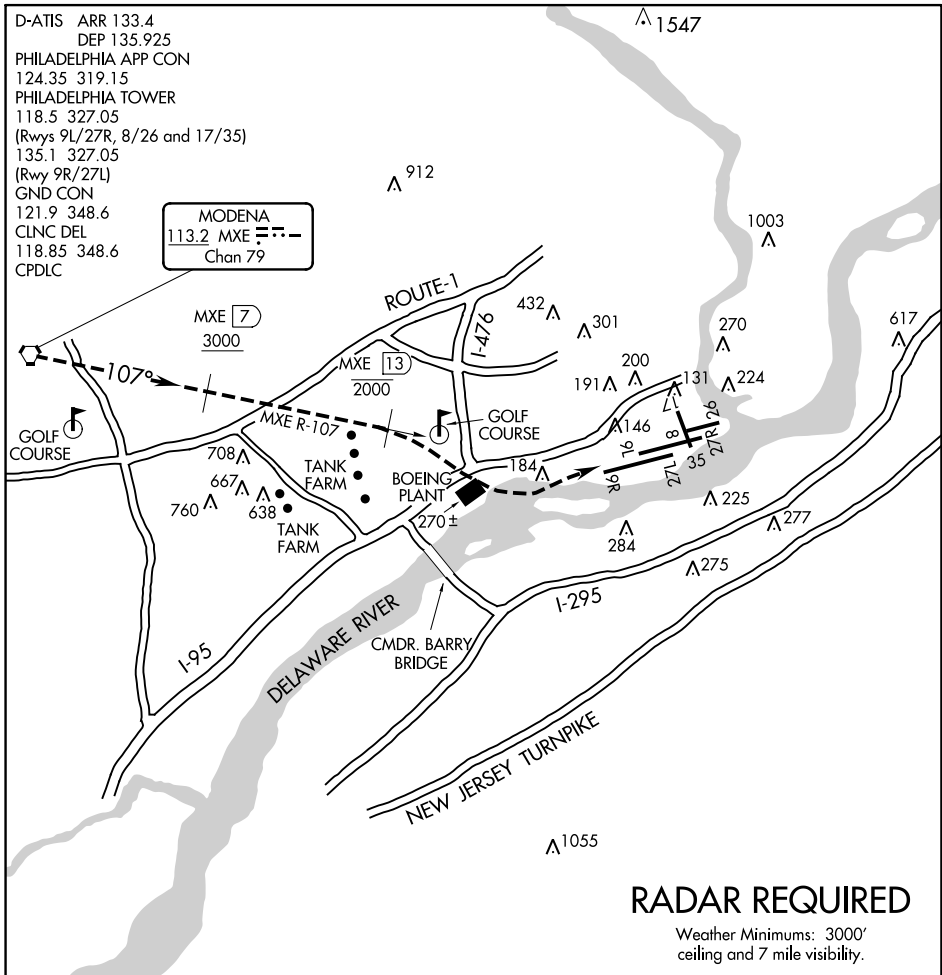 D-ATIS ARR 133.4
DEP 135.925
PHILADELPHIA APP CON
124.35 319.15
PHILADELPHIA TOWER
118.5 327.05
(Rwys 9L/27R, 8/26 and 17/35)
135.1 327.05
(Rwy 9R/27L)
GND CON
121.9 348.6
CLNC DEL
118.85 348.6
CPDLC
1547
912
MODENA
113.2 MXE
Chan 79
1003
ROUTE-1
MXE 7
3000
432
I-476
301
270
617
MXE 13
2000
107°
200
191
131
224
MXE R-107
17
26
GOLF
COURSE
GOLF
COURSE
146
8
27R
9L
35
708
TANK
FARM
BOEING
PLANT
184
9R
27L
667
760
638
225
270±
TANK
FARM
284
277
275
I-295
I-95
DELAWARE RIVER
CMDR. BARRY
BRIDGE
NEW JERSEY TURNPIKE
1055
RADAR REQUIRED
Weather Minimums: 3000'
ceiling and 7 mile visibility.